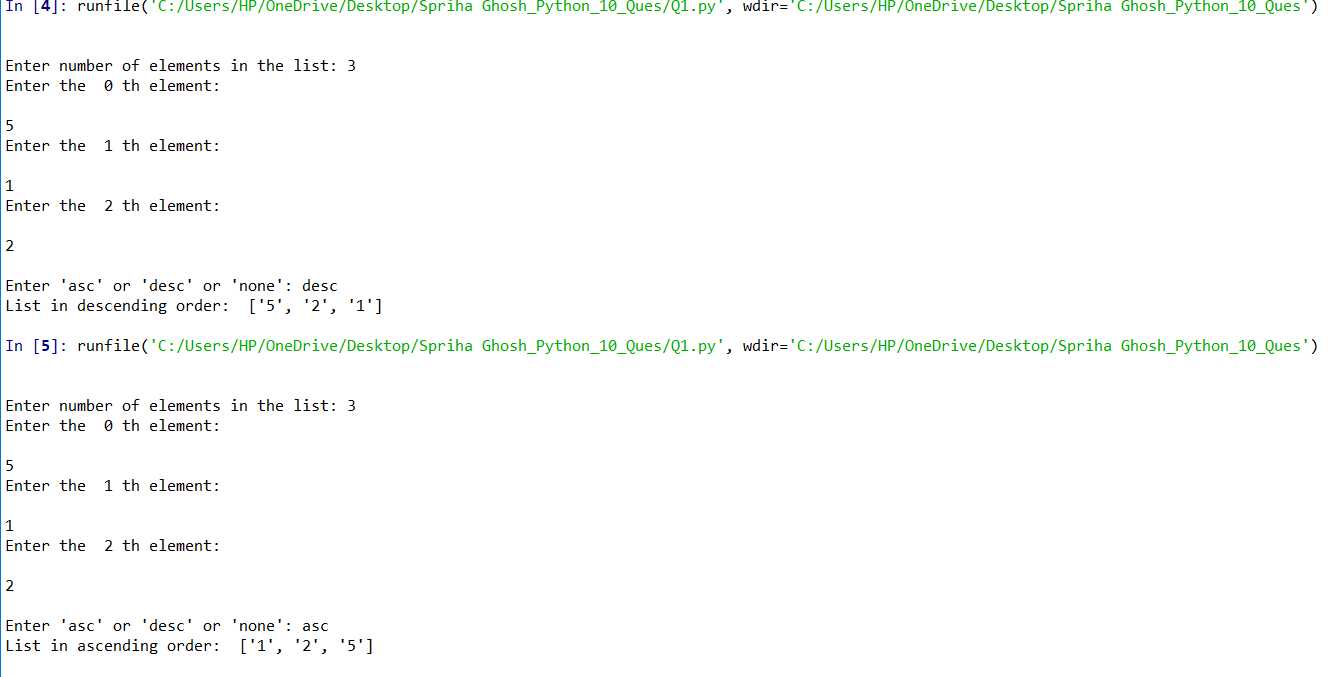 In [4]: runfile('C:/Users/HP/OneDrive/Desktop/Spriha Ghosh_Python_10_Ques/Q1.py', wdir='C:/Users/HP/OneDrive/Desktop/Spriha Ghosh_Python_10_Ques')
Enter number of elements in the list: 3
Enter the  0 th element:
5
Enter the  1 th element:
1
Enter the  2 th element:
2
Enter 'asc' or 'desc' or 'none': desc
List in descending order:  ['5', '2', '1']
In [5]: runfile('C:/Users/HP/OneDrive/Desktop/Spriha Ghosh_Python_10_Ques/Q1.py', wdir='C:/Users/HP/OneDrive/Desktop/Spriha Ghosh_Python_10_Ques')
Enter number of elements in the list: 3
Enter the  0 th element:
5
Enter the  1 th element:
1
Enter the  2 th element:
2
Enter 'asc' or 'desc' or 'none': asc
List in ascending order:  ['1', '2', '5']